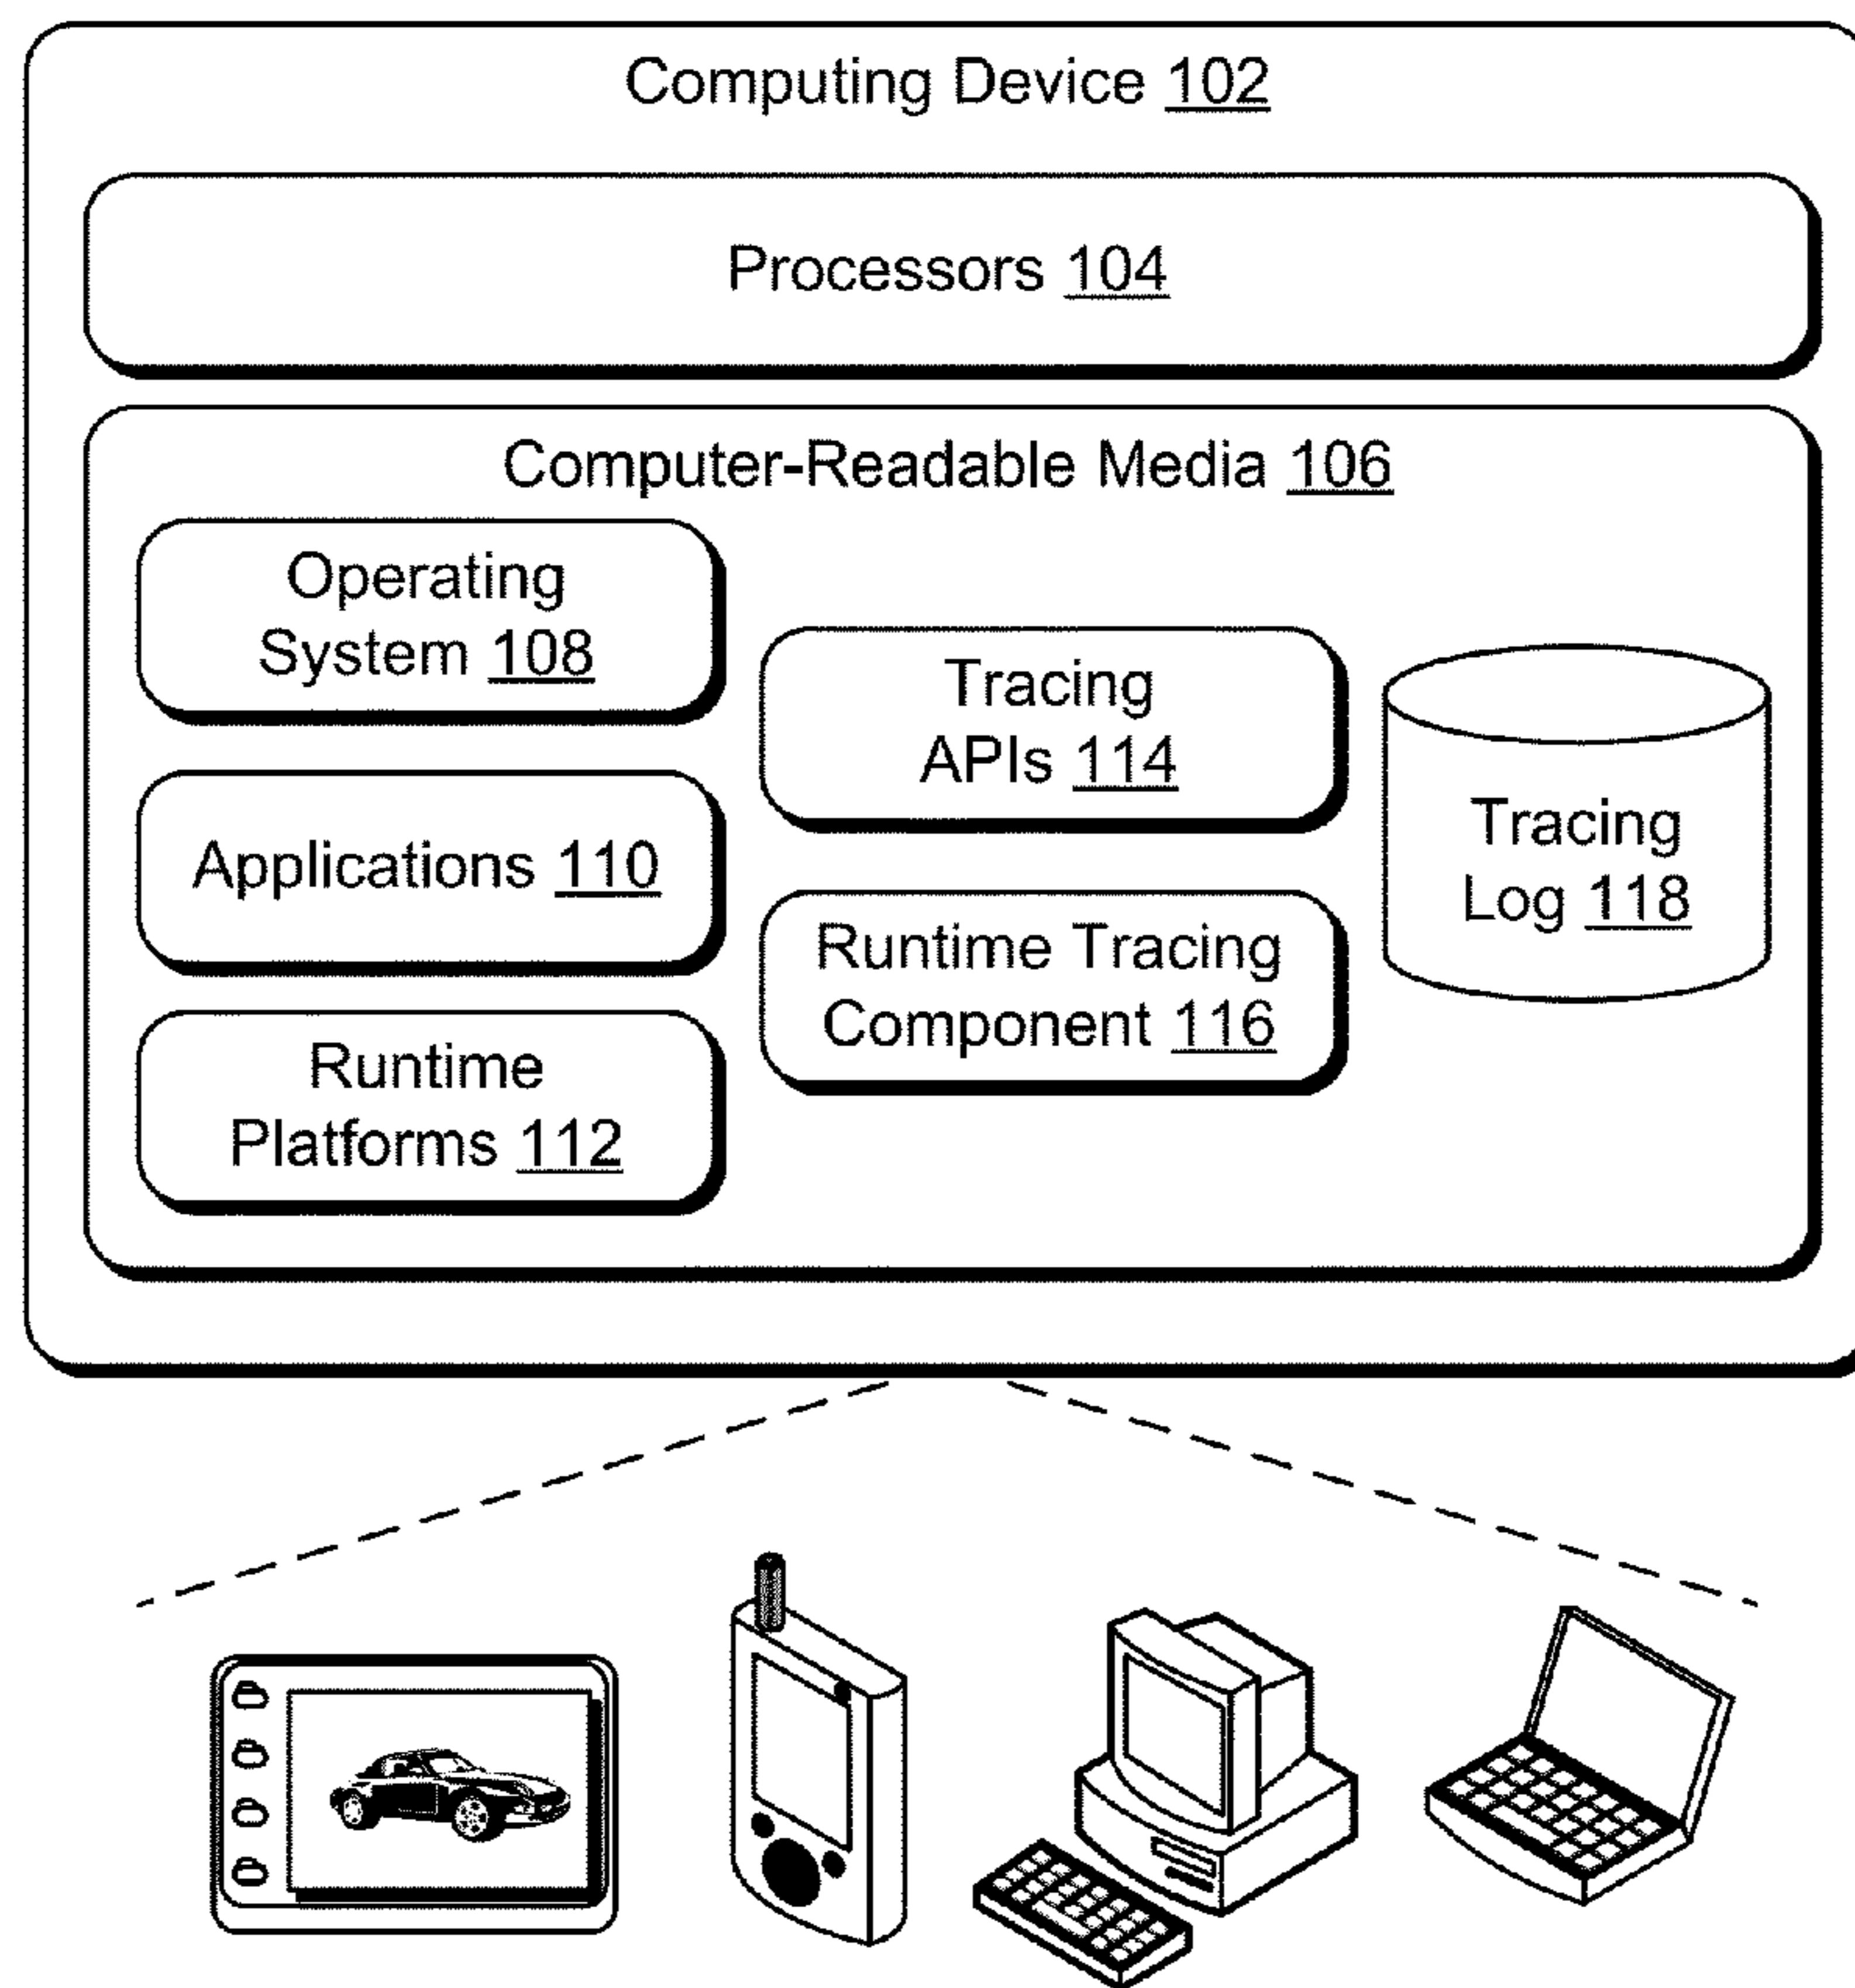 Computing Device 102
Processors 104
Computer-Readable Media 106
Operating
System 108
Applications 110
Runtime
Platforms 112
Tracing
APIs 114
Runtime Tracing
Component 116
Tracing
Log 118